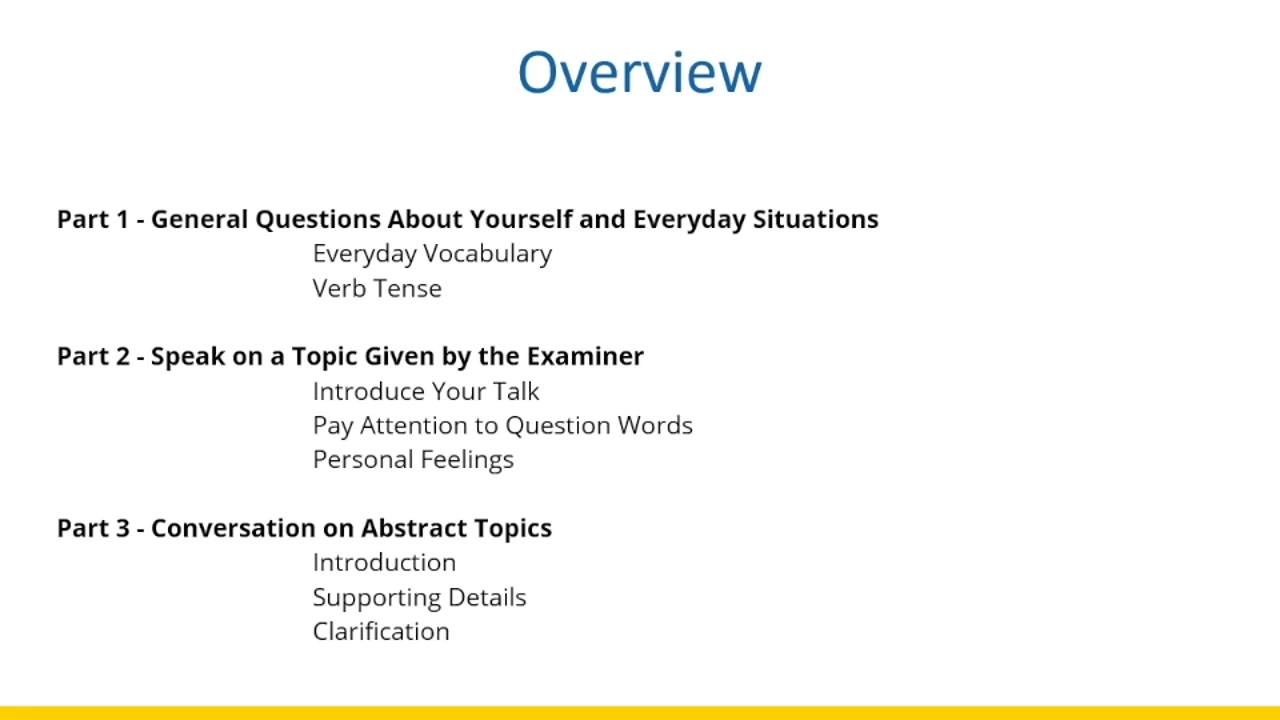 Overview
Part 1 - General Questions About Yourself and Everyday Situations
Everyday Vocabulary
Verb Tense
Part 2 - Speak on a Topic Given by the Examiner
Introduce Your Talk
Pay Attention to Question Words
Personal Feelings
Part 3 - Conversation on Abstract Topics
Introduction
Supporting Details
Clarification